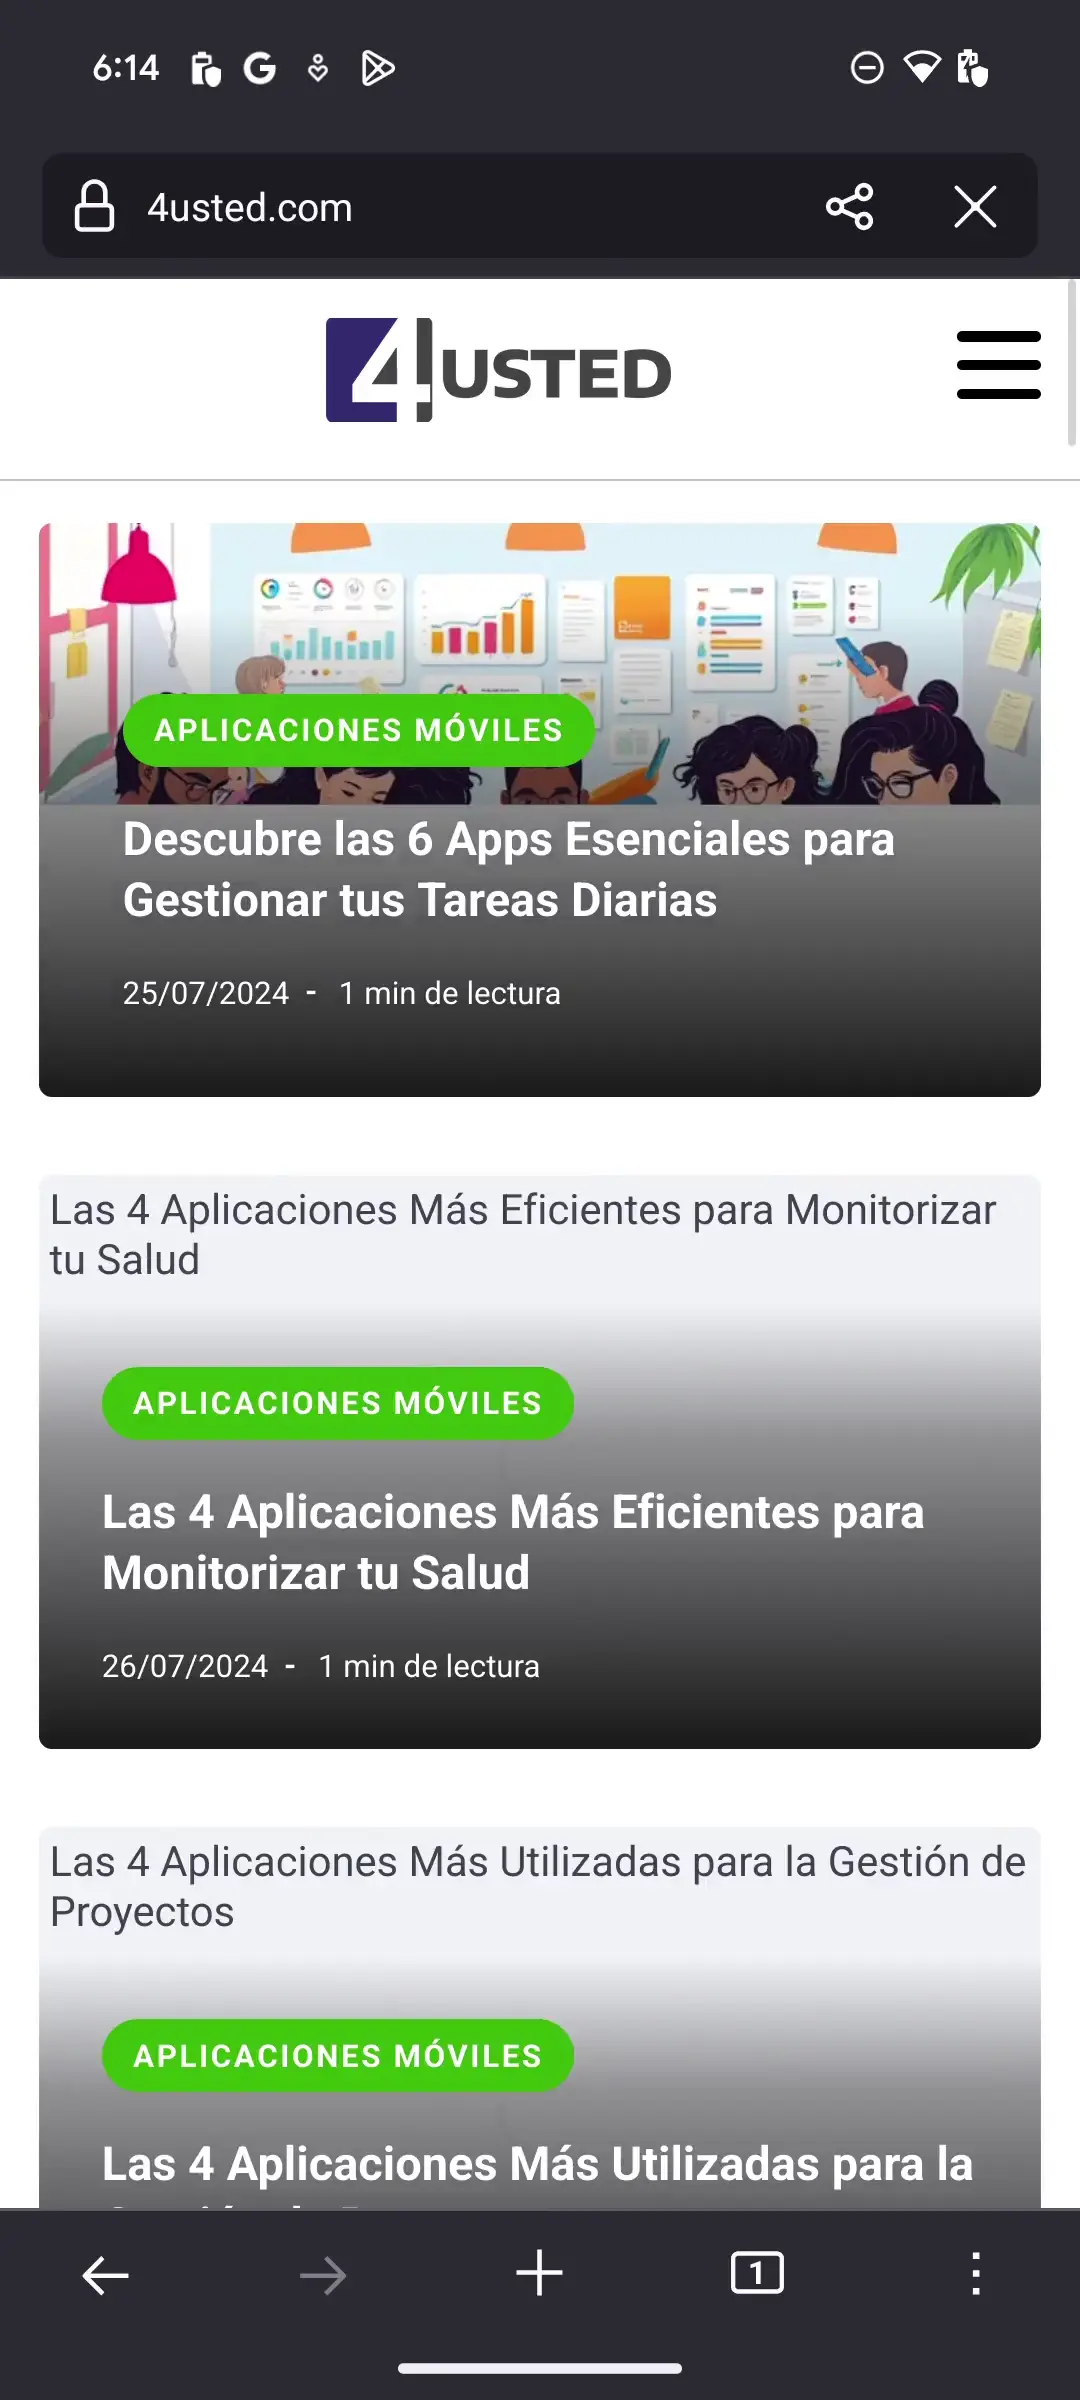 6:14
4usted.com
4USTED
APLICACIONES MÓVILES
Descubre las 6 Apps Esenciales para
Gestionar tus Tareas Diarias
25/07/2024 - 1 min de lectura
Las 4 Aplicaciones Más Eficientes para Monitorizar
tu Salud
APLICACIONES MÓVILES
Las 4 Aplicaciones Más Eficientes para
Monitorizar tu Salud
26/07/2024 - 1 min de lectura
Las 4 Aplicaciones Más Utilizadas para la Gestión de
Proyectos
APLICACIONES MÓVILES
Las 4 Aplicaciones Más Utilizadas para la
1